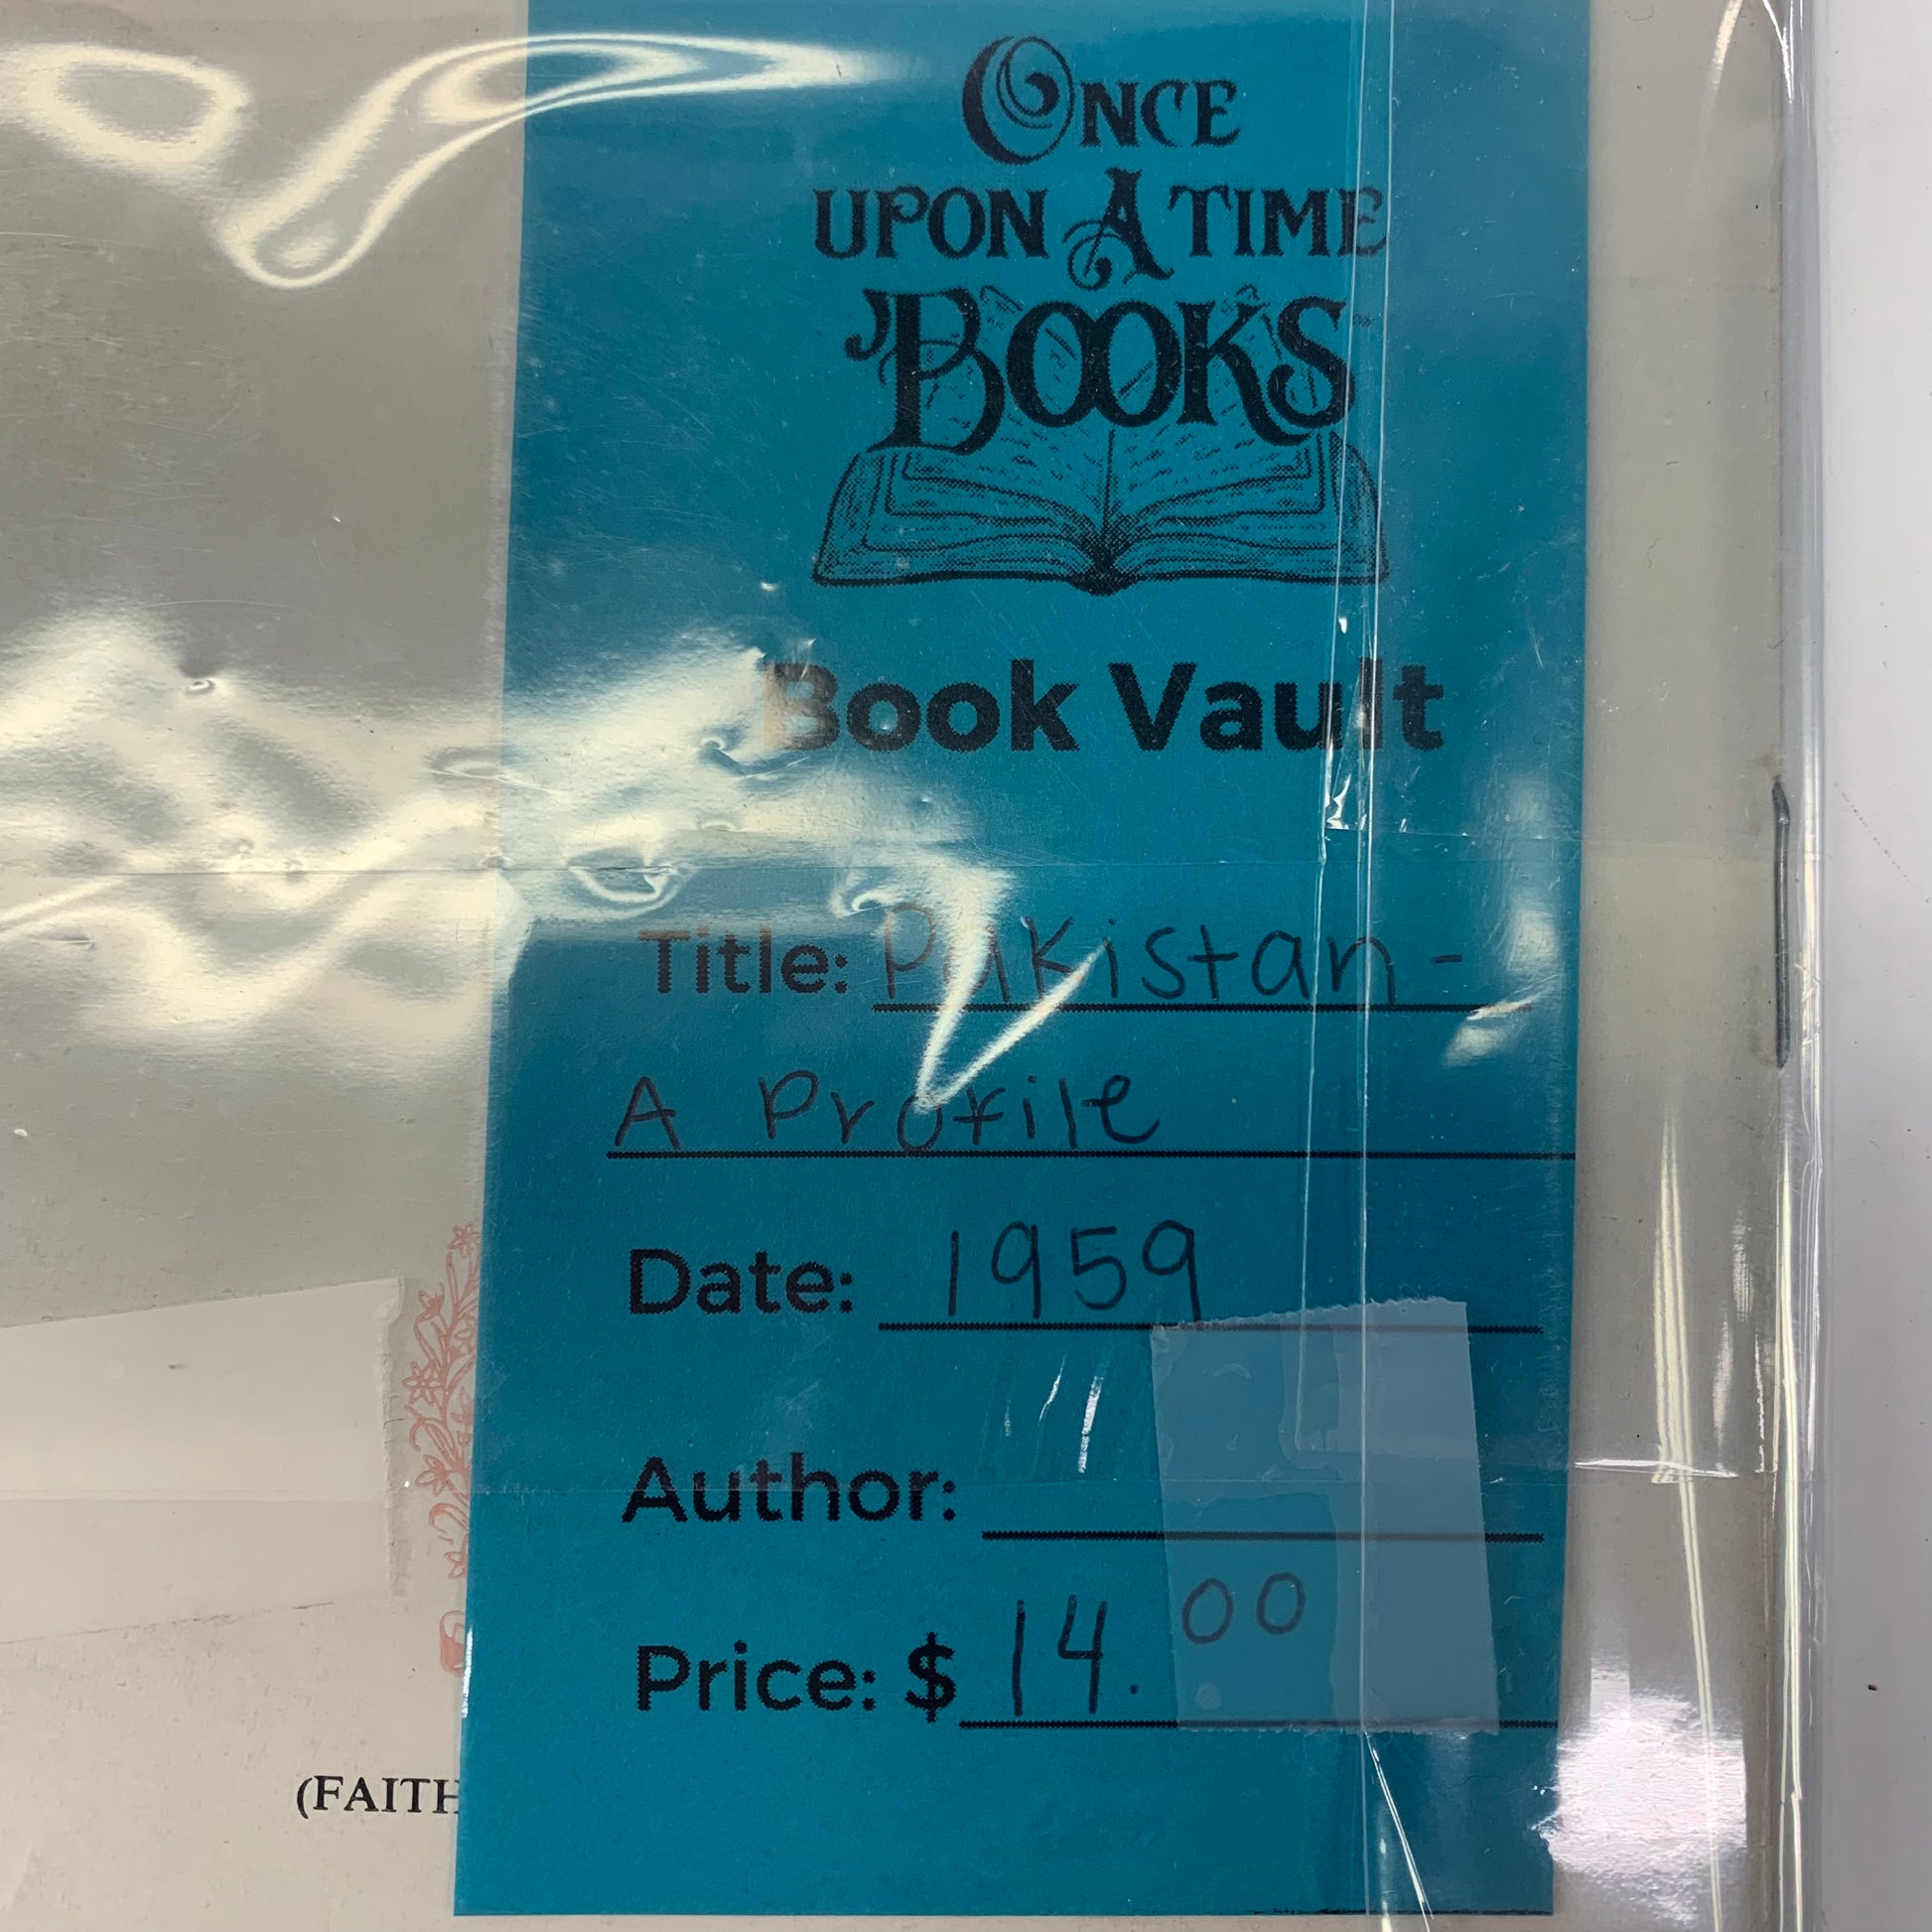 ONCE
UPON A TIME
BOOKS
Book Vault
Title: Pakistan-
A Profile
Date: 1959
Author:
Price: $ 14.00
(FAITH